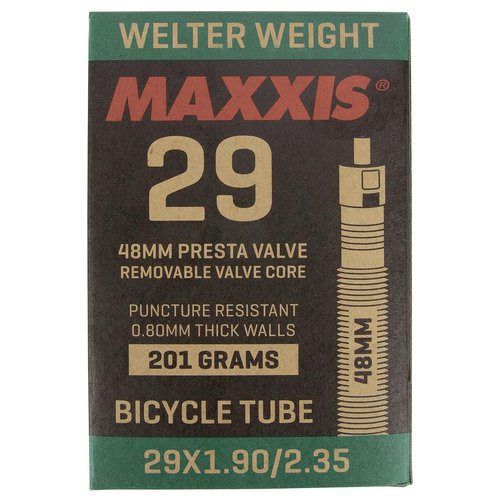 WELTER WEIGHT
MAXXIS®
29
48MM PRESTA VALVE
REMOVABLE VALVE CORE
PUNCTURE RESISTANT
0.80MM THICK WALLS
201 GRAMS
48MM
BICYCLE TUBE
29X1.90/2.35